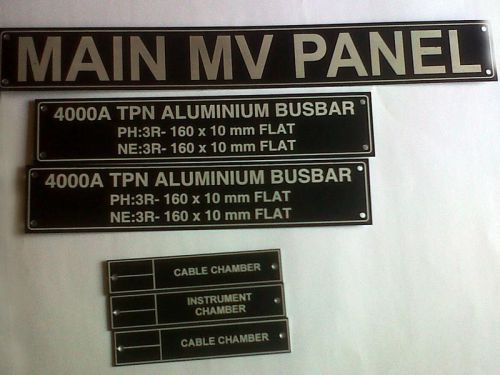 MAIN MV PANEL
4000A TPN ALUMINIUM BUSBAR
PH:3R- 160 x 10 mm FLAT
NE:3R- 160 x 10 mm FLAT
4000A TPN ALUMINIUM BUSBAR
PH:3R- 160 x 10 mm FLAT
NE:3R- 160 x 10 mm FLAT
CABLE CHAMBER
INSTRUMENT
CHAMBER
CABLE CHAMBER